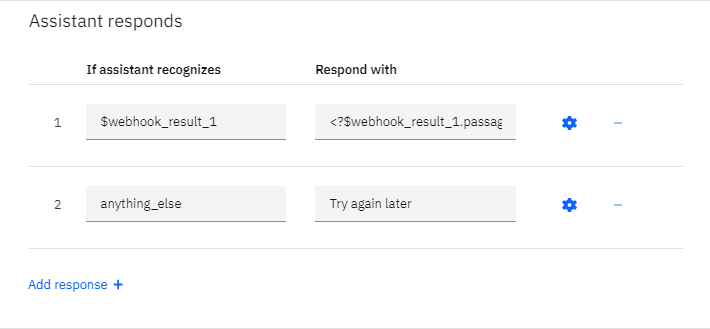 Assistant responds
If assistant recognizes Respond with
1 $webhook_result_1 <?$webhook_result_1.passag
2 anything_else Try again later
Add response +